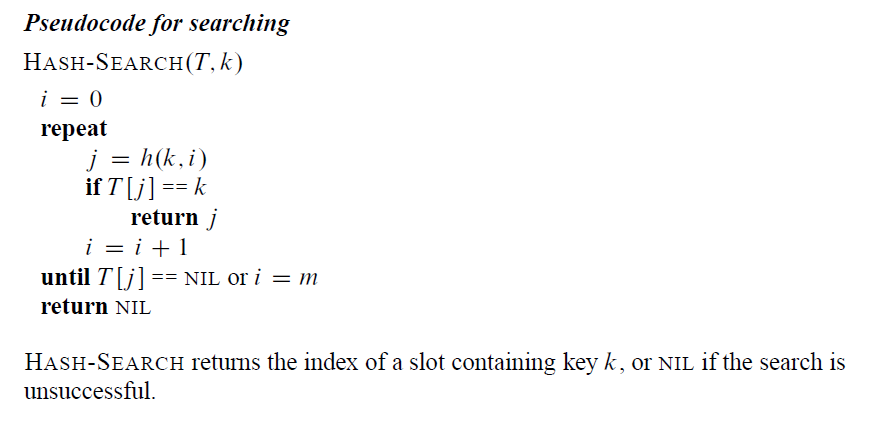 Pseudocode for searching
HASH-SEARCH(T, k)
i = 0
repeat
j = h(k, i)
if T[j] == k
return j
i = i + 1
until T[j] == NIL or i = m
return NIL
HASH-SEARCH returns the index of a slot containing key k, or NIL if the search is
unsuccessful.